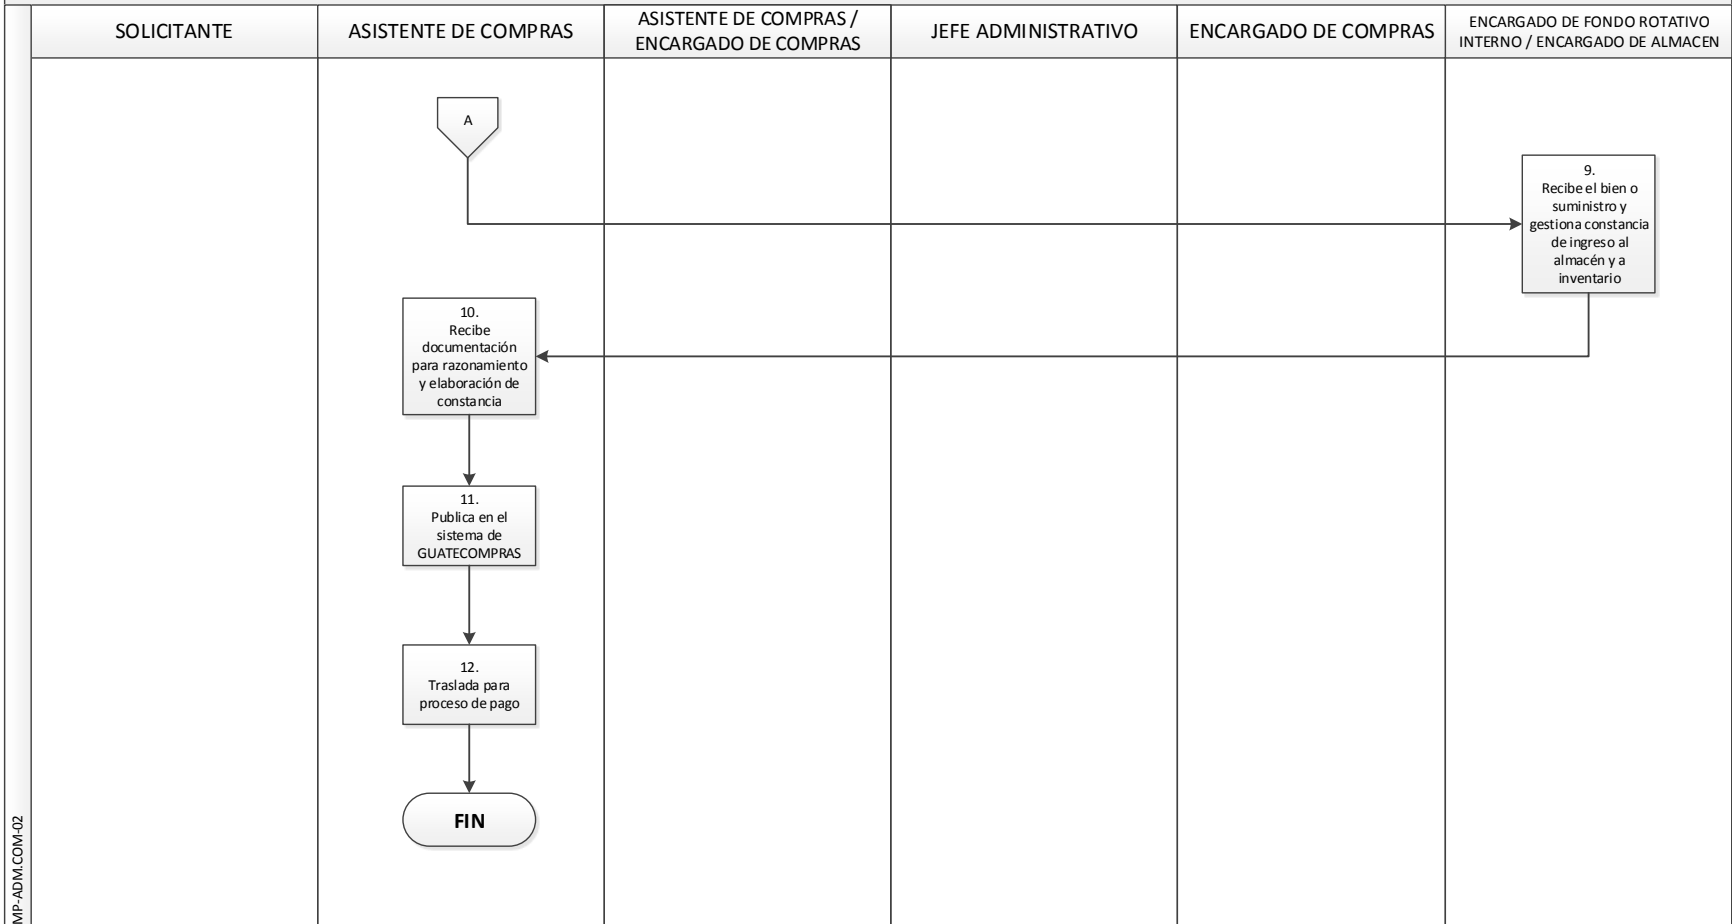 SOLICITANTE
ASISTENTE DE COMPRAS
ASISTENTE DE COMPRAS /
ENCARGADO DE COMPRAS
JEFE ADMINISTRATIVO
ENCARGADO DE COMPRAS
ENCARGADO DE FONDO ROTATIVO
INTERNO / ENCARGADO DE ALMACEN
A
9.
Recibe el bien o
suministro y
gestiona constancia
de ingreso al
almacén y a
inventario
10.
Recibe
documentación
para razonamiento
y elaboración de
constancia
11.
Publica en el
sistema de
GUATECOMPRAS
12.
Traslada para
proceso de pago
FIN
MP-ADM.COM-02